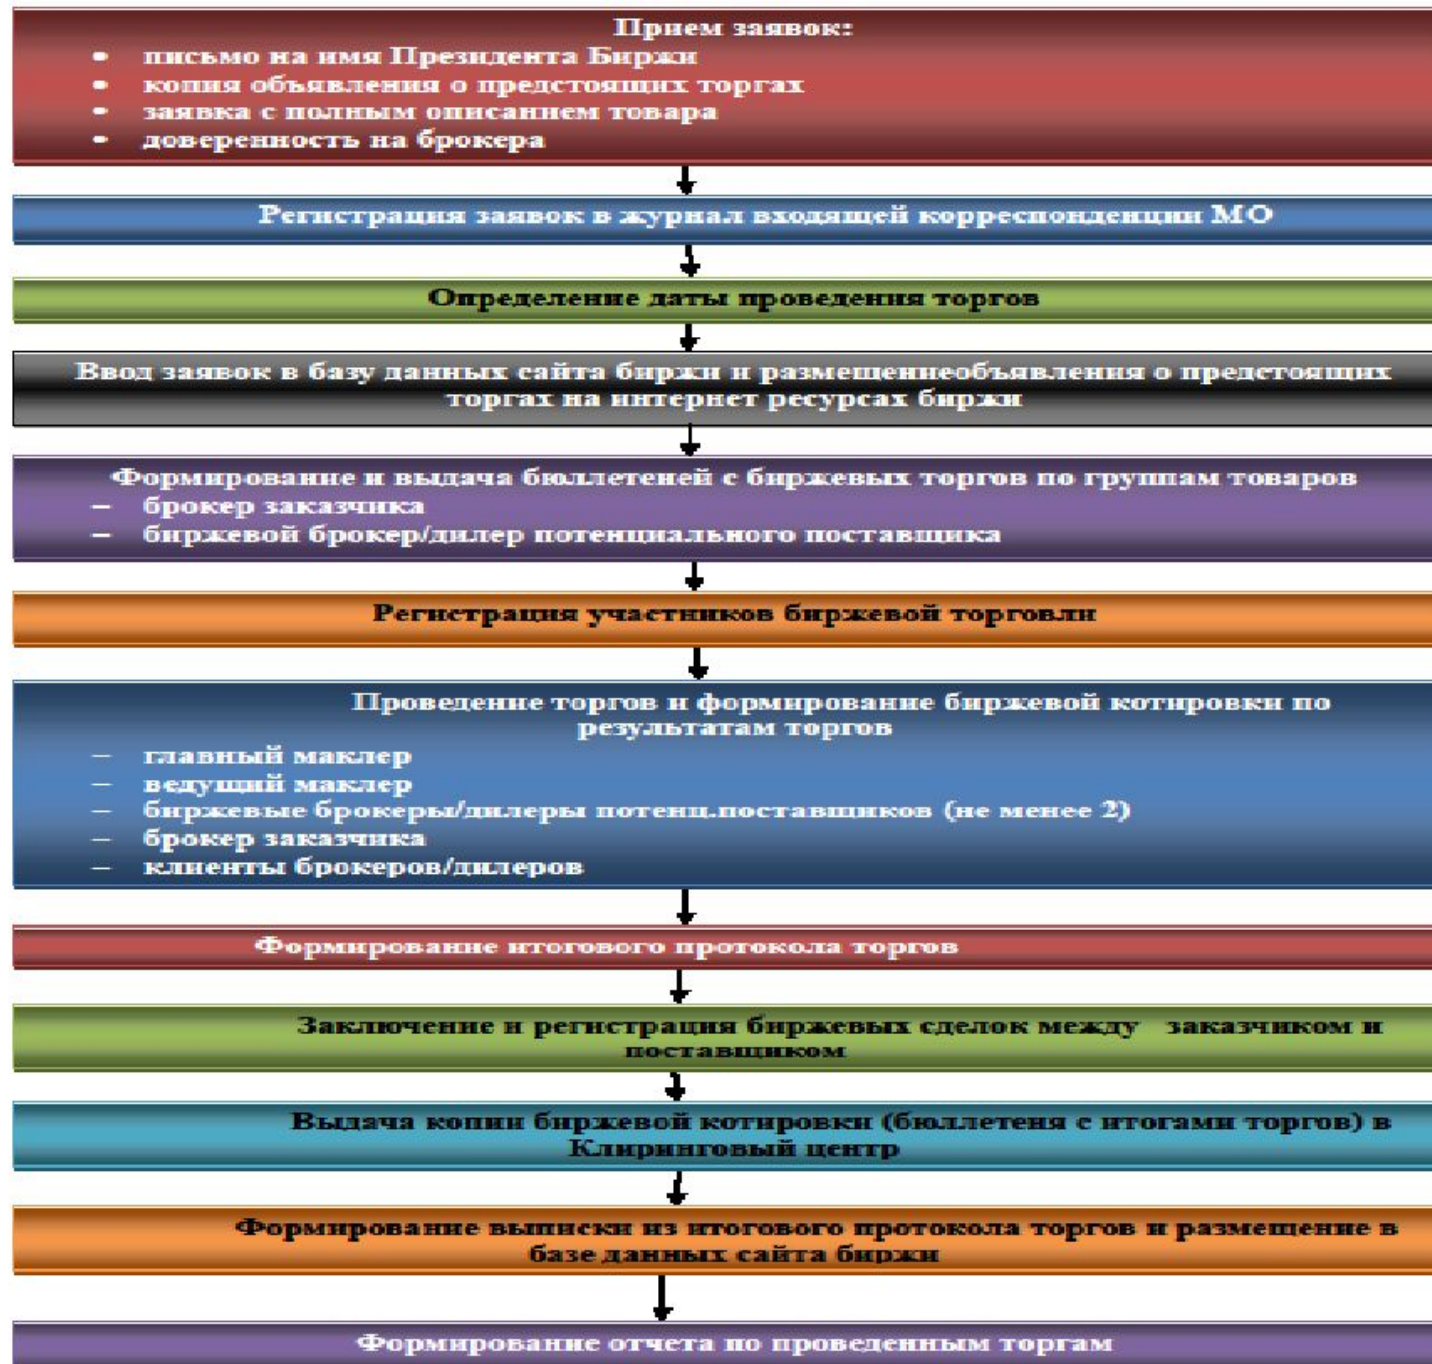 Прием заявок:
• письмо на имя Президента Биржи
• копия объявления о предстоящих торгах
• заявка с полным описанием товара
• доверенность на брокера
Регистрация заявок в журнал входящей корреспонденции МО
Определение даты проведения торгов
Ввод заявок в базу данных сайта биржи и размещениеобъявления о предстоящих
торгах на интернет ресурсах биржи
Формирование и выдача бюллетеней с биржевых торгов по группам товаров
– брокер заказчика
– биржевой брокер/дилер потенциального поставщика
Регистрация участников биржевой торговли
Проведение торгов и формирование биржевой котировки по
результатам торгов
– главный маклер
– ведущий маклер
– биржевые брокеры/дилеры потенц.поставщиков (не менее 2)
– брокер заказчика
– клиенты брокеров/дилеров
Формирование итогового протокола торгов
Заключение и регистрация биржевых сделок между заказчиком и
поставщиком
Выдача копии биржевой котировки (бюллетеня с итогами торгов) в
Клиринговый центр
Формирование выписки из итогового протокола торгов и размещение в
базе данных сайта биржи
Формирование отчета по проведенным торгам